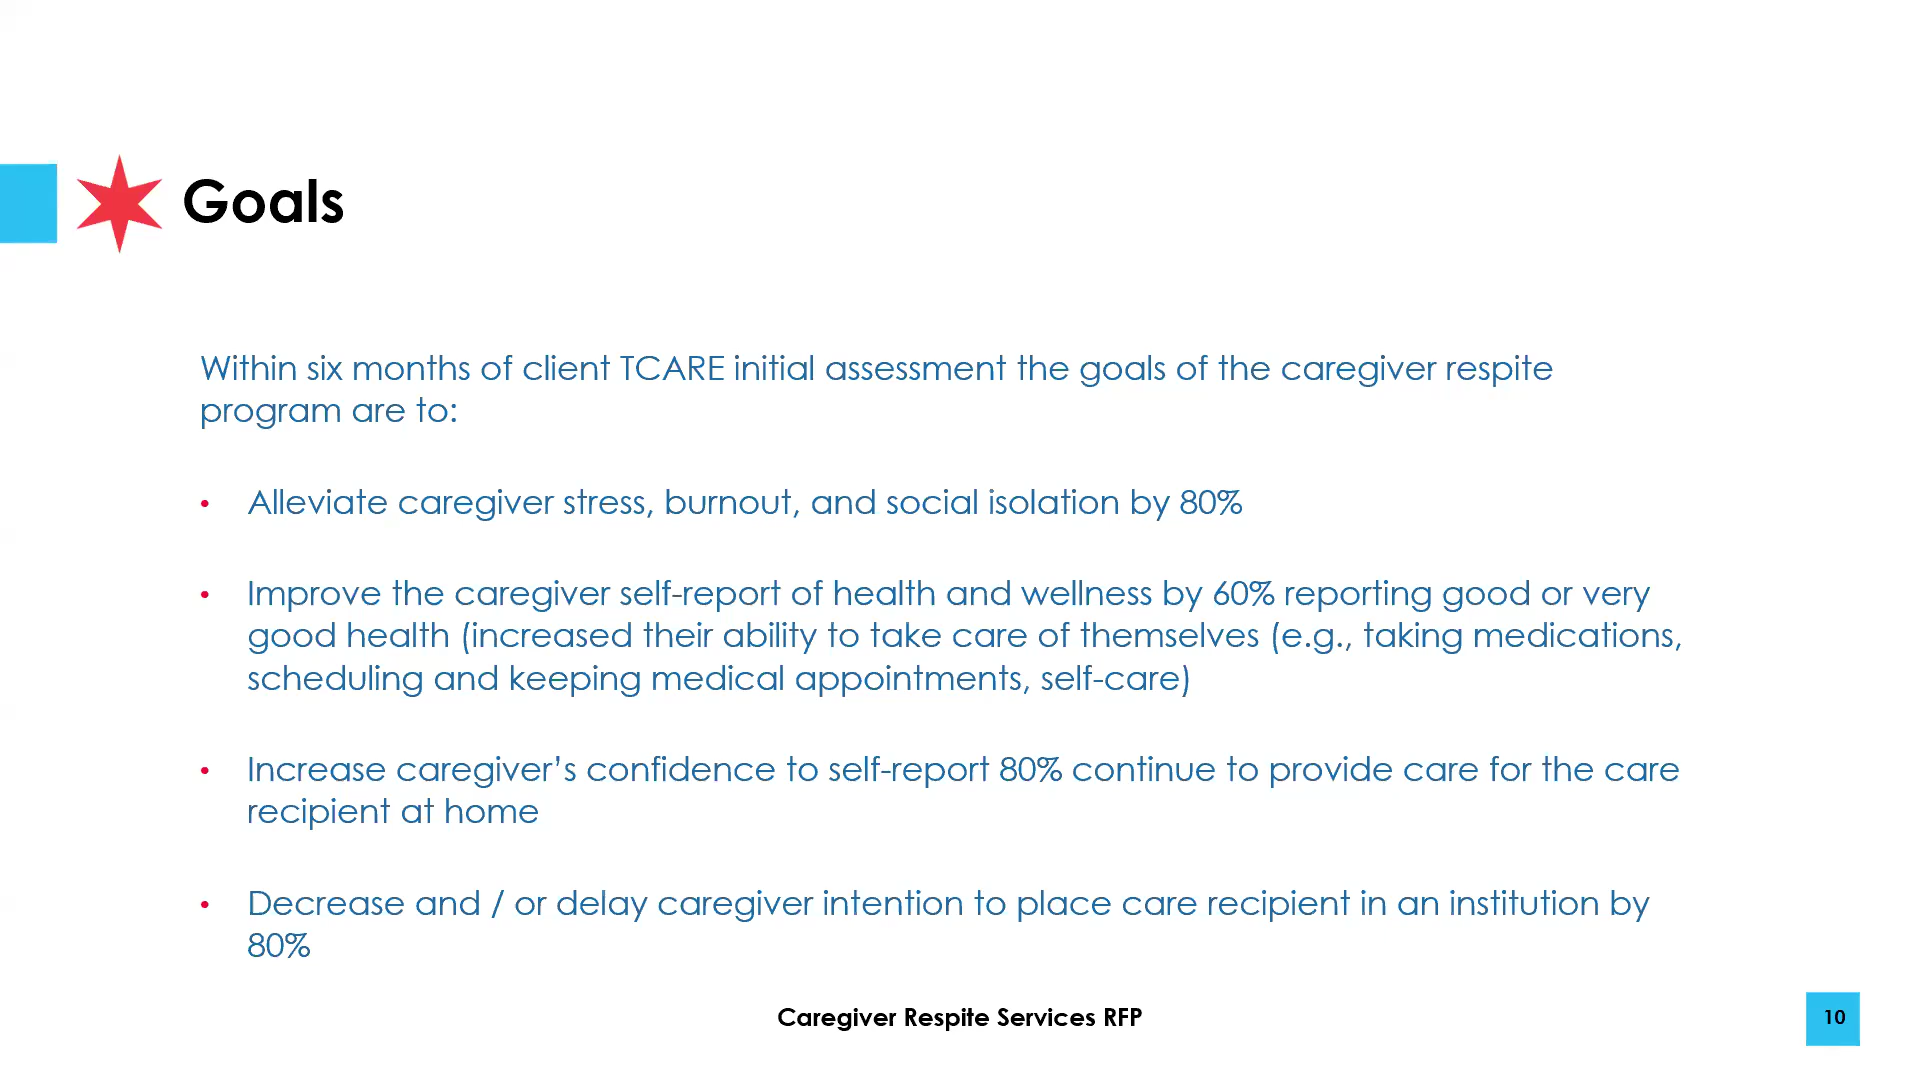 Goals
Within six months of client TCARE initial assessment the goals of the caregiver respite
program are to:
• Alleviate caregiver stress, burnout, and social isolation by 80%
• Improve the caregiver self-report of health and wellness by 60% reporting good or very
good health (increased their ability to take care of themselves (e.g., taking medications,
scheduling and keeping medical appointments, self-care)
• Increase caregiver’s confidence to self-report 80% continue to provide care for the care
recipient at home
• Decrease and / or delay caregiver intention to place care recipient in an institution by
80%
Caregiver Respite Services RFP
10